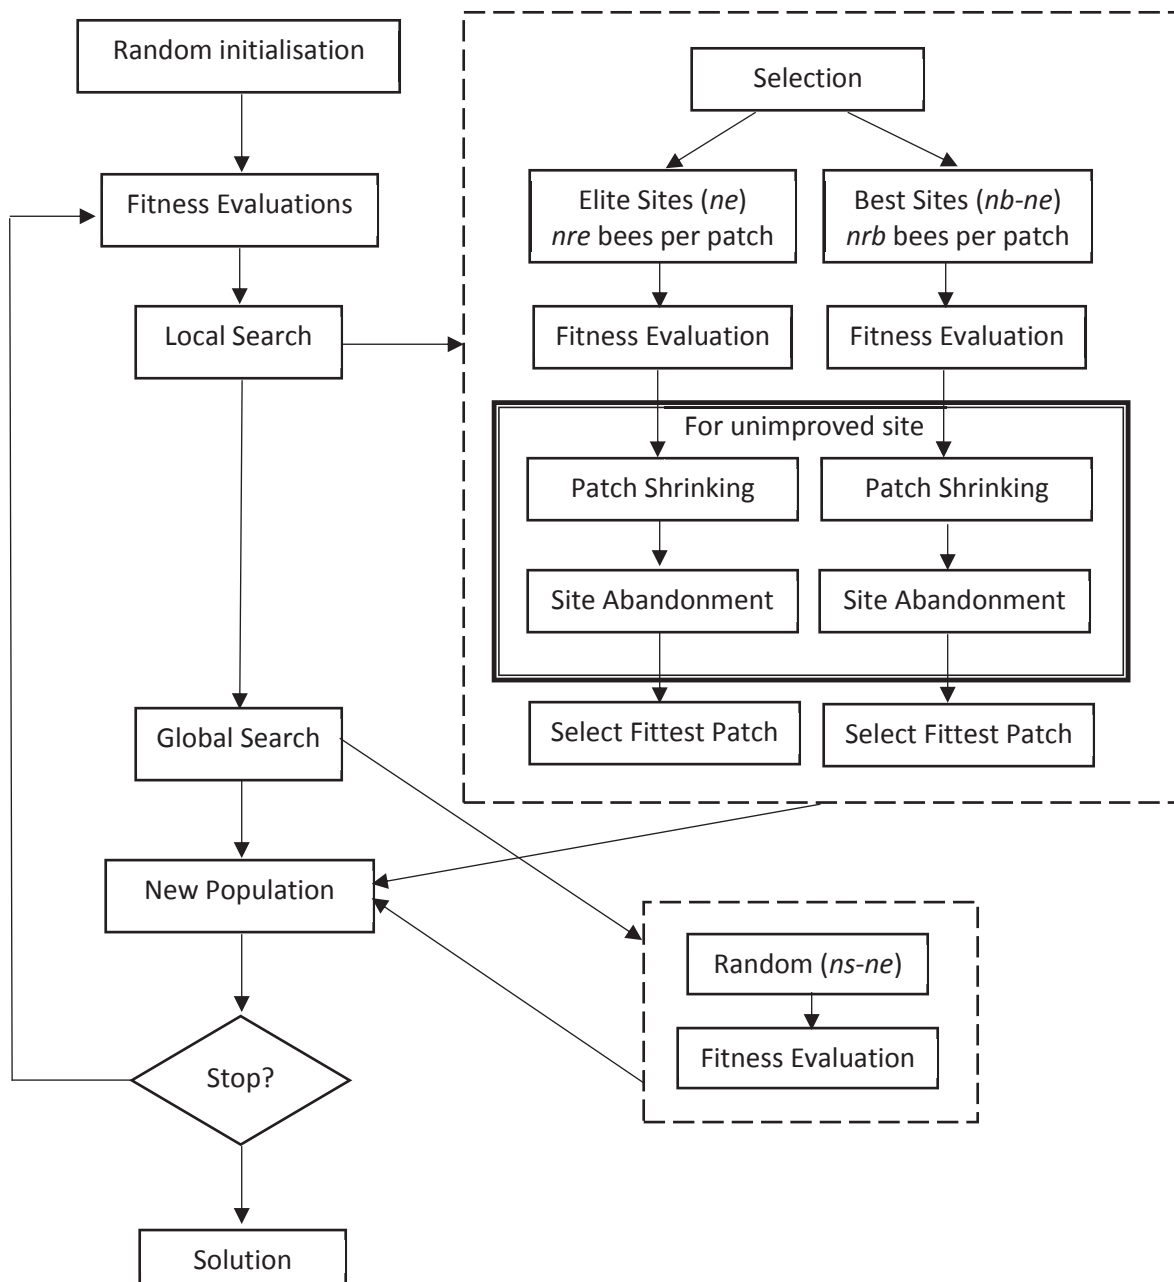 Random initialisation
Fitness Evaluations
Local Search
Global Search
New Population
Stop?
Solution
Selection
Elite Sites (ne)
nre bees per patch
Best Sites (nb-ne)
nrb bees per patch
Fitness Evaluation
Fitness Evaluation
For unimproved site
Patch Shrinking
Patch Shrinking
Site Abandonment
Site Abandonment
Select Fittest Patch
Select Fittest Patch
Random (ns-ne)
Fitness Evaluation